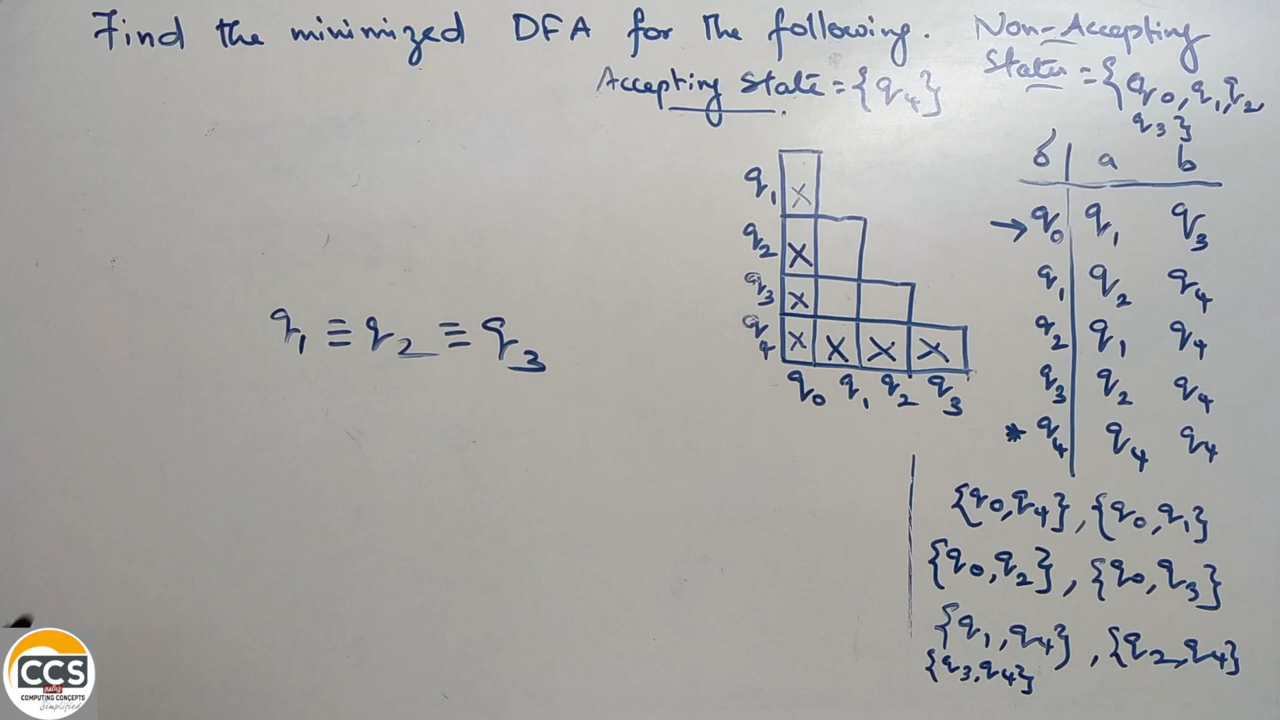 Find the minimized DFA for the following.
Non-Accepting
States = {q0, q1, q2
q3}
Accepting State = {q4}
δ | a b
→ q0 q1 q3
q1 q2 q4
q2 q1 q4
q3 q2 q4
* q4 q4 q4
q1 X
q2 X
q3 X
q4 X X X X
q0 q1 q2 q3
q1 ≡ q2 ≡ q3
{q0,q4}, {q0,q1}
{q0,q2}, {q0,q3}
{q1,q4}, {q2,q4}
{q3,q4}
CCS
COMPUTING CONCEPTS
Simplified